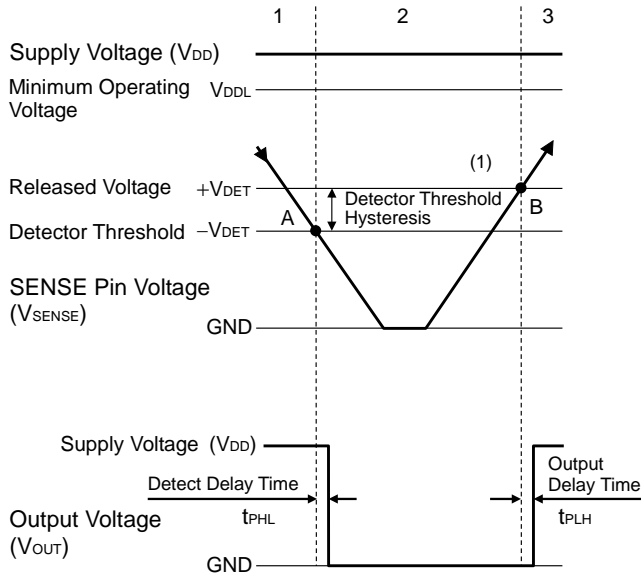 1 2 3
Supply Voltage (VDD)
Minimum Operating
Voltage
VDDL
(1)
Released Voltage +VDET
Detector Threshold
Hysteresis
A
B
Detector Threshold −VDET
SENSE Pin Voltage
(VSENSE)
GND
Supply Voltage (VDD)
Detect Delay Time
Output
Delay Time
tPHL
tPLH
Output Voltage
(VOUT)
GND